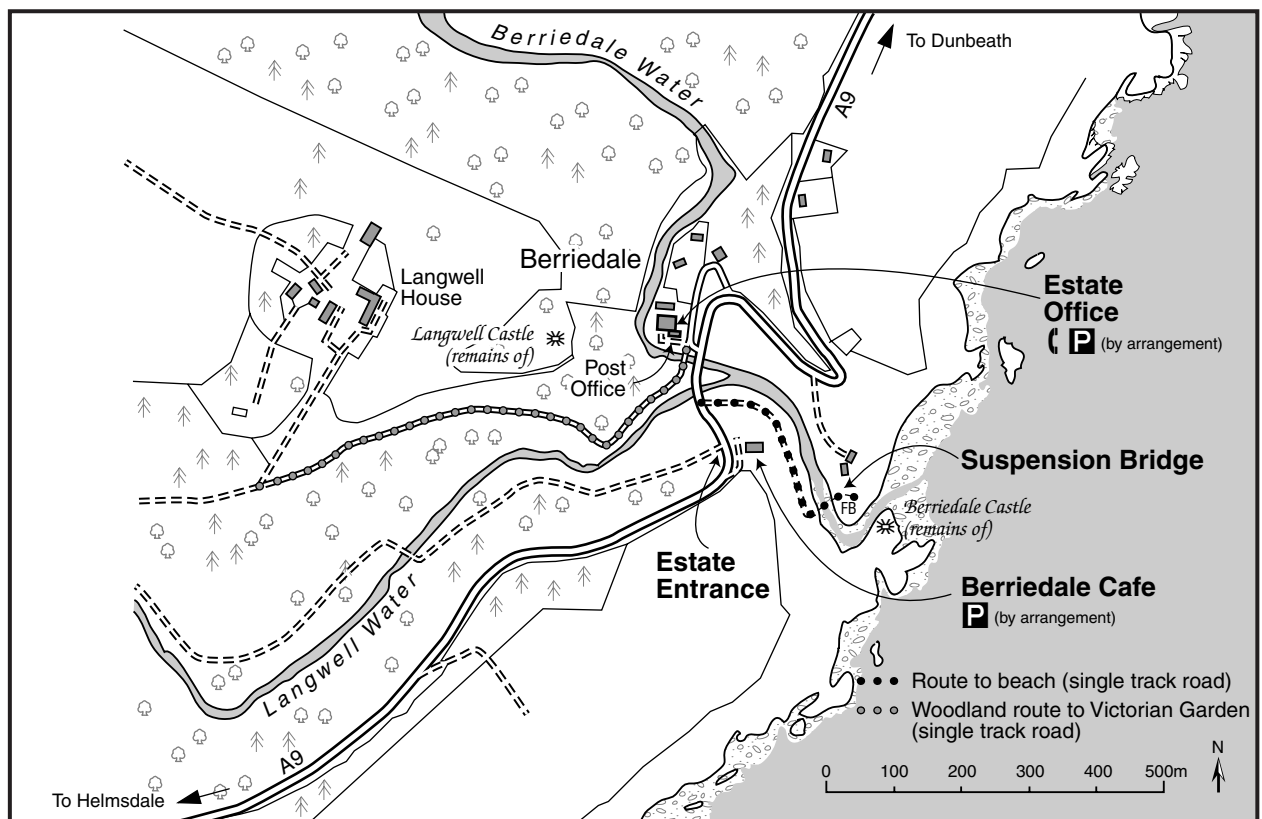 Berriedale Water
To Dunbeath
A9
Langwell
House
Berriedale
Langwell Castle
(remains of)
Post
Office
Estate
Office
P (by arrangement)
Suspension Bridge
FB
Berriedale Castle
(remains of)
Estate
Entrance
Berriedale Cafe
P (by arrangement)
Langwell Water
Route to beach (single track road)
Woodland route to Victorian Garden
(single track road)
N
0 100 200 300 400 500m
A9
To Helmsdale